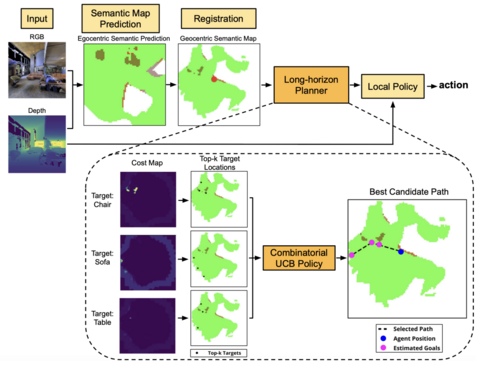 Input
Semantic Map
Prediction
Registration
RGB
Egocentric Semantic Prediction
Geocentric Semantic Map
Long-horizon
Planner
Local Policy
action
Depth
Cost Map
Top-k Target
Locations
Target:
Chair
Best Candidate Path
Target:
Sofa
Combinatorial
UCB Policy
Target:
Table
Top-k Targets
Selected Path
Agent Position
Estimated Goals